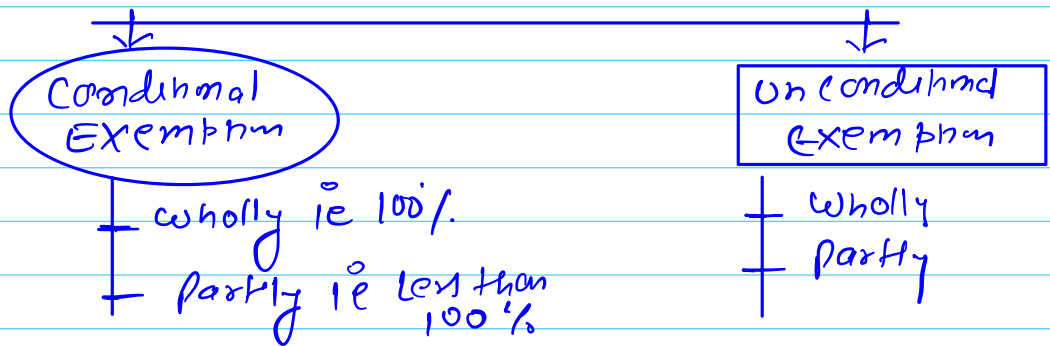 Conditional
Exemption
wholly ie 100%.
Partly ie Less than
100%
Unconditional
exemption
Wholly
Partly